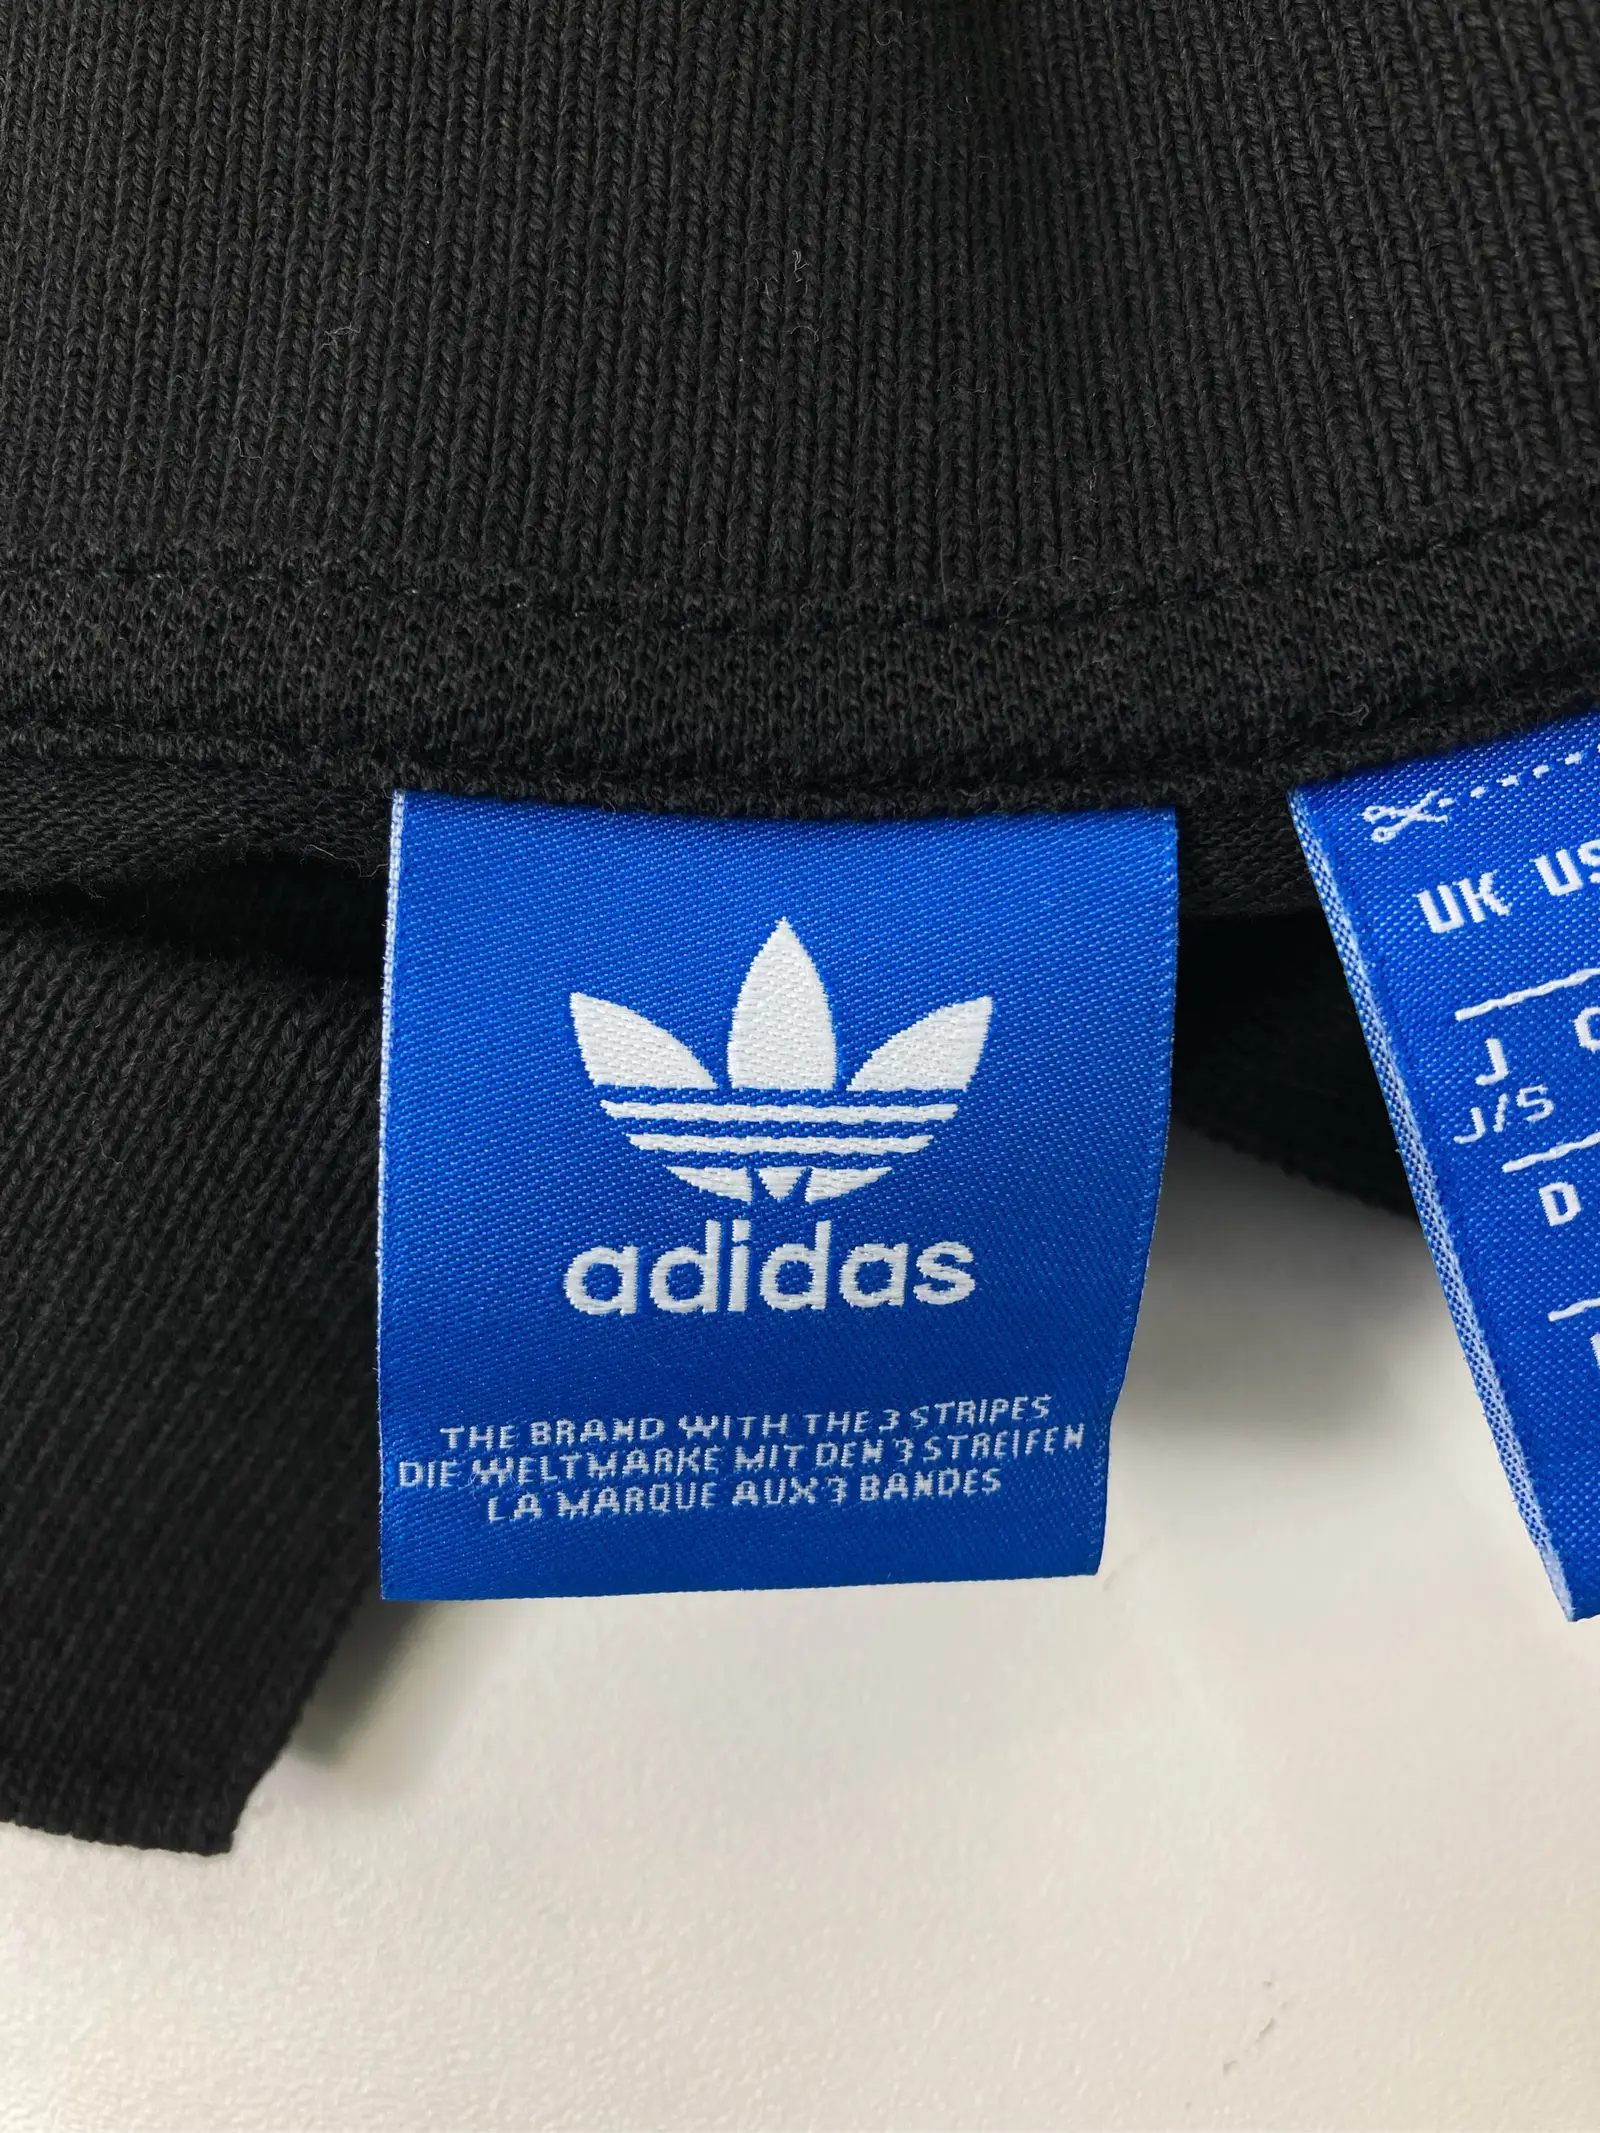 adidas
THE BRAND WITH THE 3 STRIPES
DIE WELTMARKE MIT DEN 3 STREIFEN
LA MARQUE AUX 3 BANDES
UK US
J
J/S
D